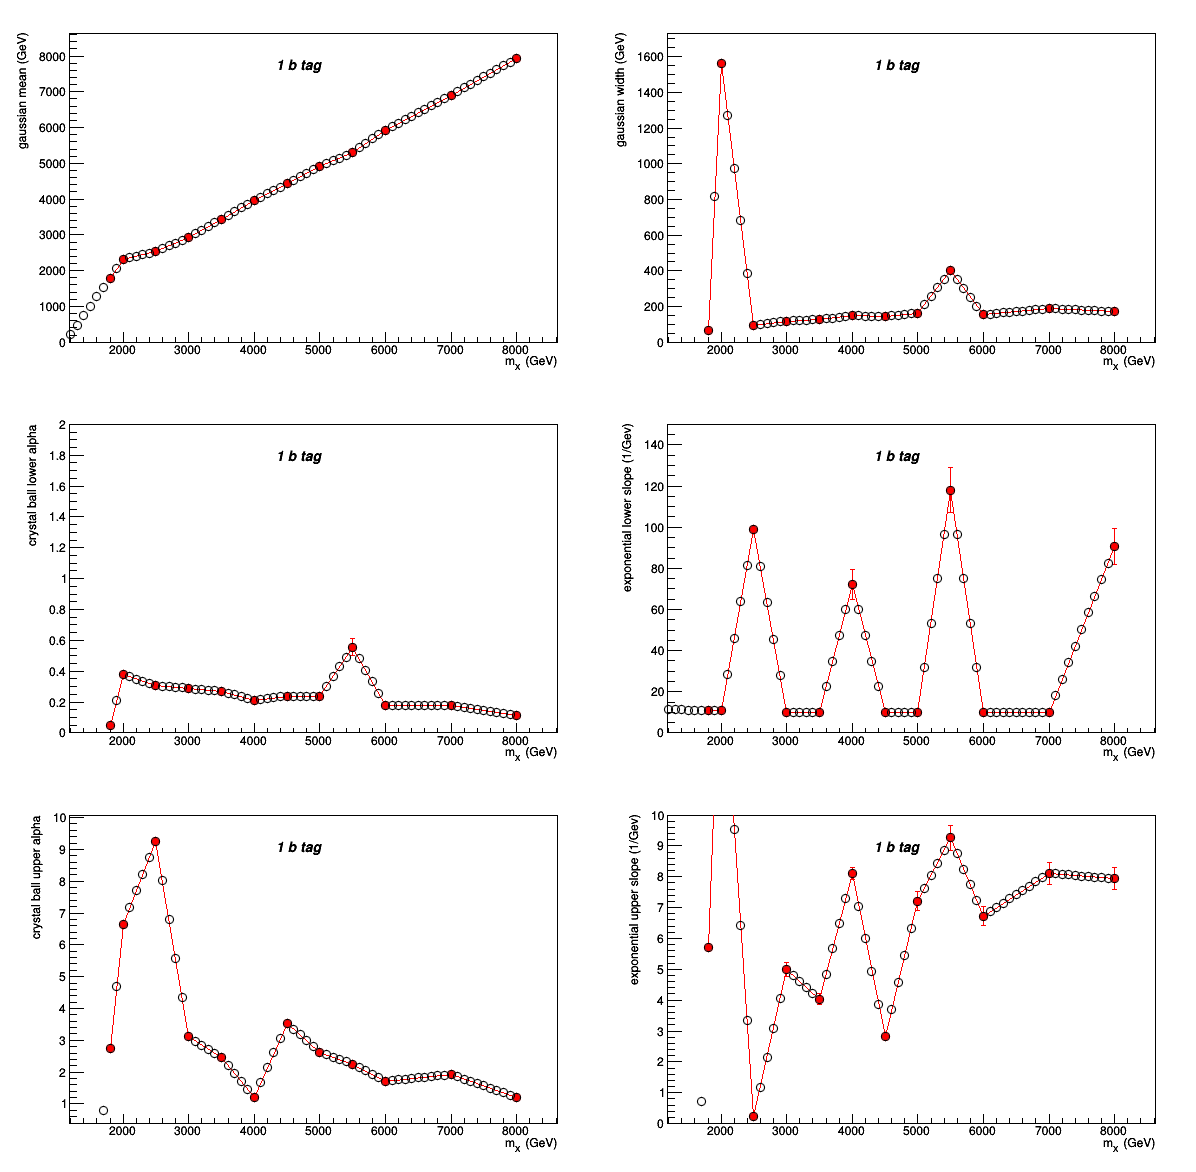 gaussian mean (GeV)
1 b tag
8000
7000
6000
5000
4000
3000
2000
1000
0
2000 3000 4000 5000 6000 7000 8000
m_x (GeV)
gaussian width (GeV)
1 b tag
1600
1400
1200
1000
800
600
400
200
0
2000 3000 4000 5000 6000 7000 8000
m_x (GeV)
crystal ball lower alpha
1 b tag
2
1.8
1.6
1.4
1.2
1
0.8
0.6
0.4
0.2
0
2000 3000 4000 5000 6000 7000 8000
m_x (GeV)
exponential lower slope (1/Gev)
1 b tag
140
120
100
80
60
40
20
0
2000 3000 4000 5000 6000 7000 8000
m_x (GeV)
crystal ball upper alpha
1 b tag
10
9
8
7
6
5
4
3
2
1
2000 3000 4000 5000 6000 7000 8000
m_x (GeV)
exponential upper slope (1/Gev)
1 b tag
10
9
8
7
6
5
4
3
2
1
0
2000 3000 4000 5000 6000 7000 8000
m_x (GeV)